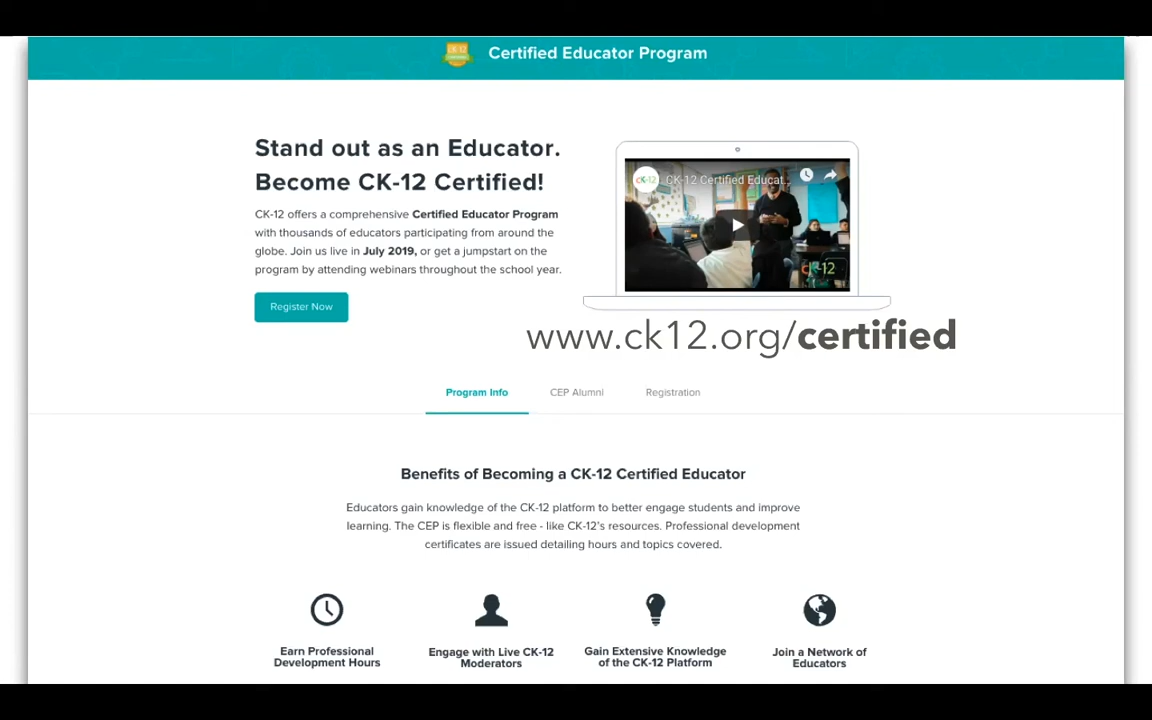 CK-12
Certified Educator Program
Stand out as an Educator.
Become CK-12 Certified!
CK-12 offers a comprehensive Certified Educator Program
with thousands of educators participating from around the
globe. Join us live in July 2019, or get a jumpstart on the
program by attending webinars throughout the school year.
Register Now
cK-12
CK-12 Certified Educat...
cK-12
www.ck12.org/certified
Program Info
CEP Alumni
Registration
Benefits of Becoming a CK-12 Certified Educator
Educators gain knowledge of the CK-12 platform to better engage students and improve
learning. The CEP is flexible and free - like CK-12's resources. Professional development
certificates are issued detailing hours and topics covered.
Earn Professional
Development Hours
Engage with Live CK-12
Moderators
Gain Extensive Knowledge
of the CK-12 Platform
Join a Network of
Educators